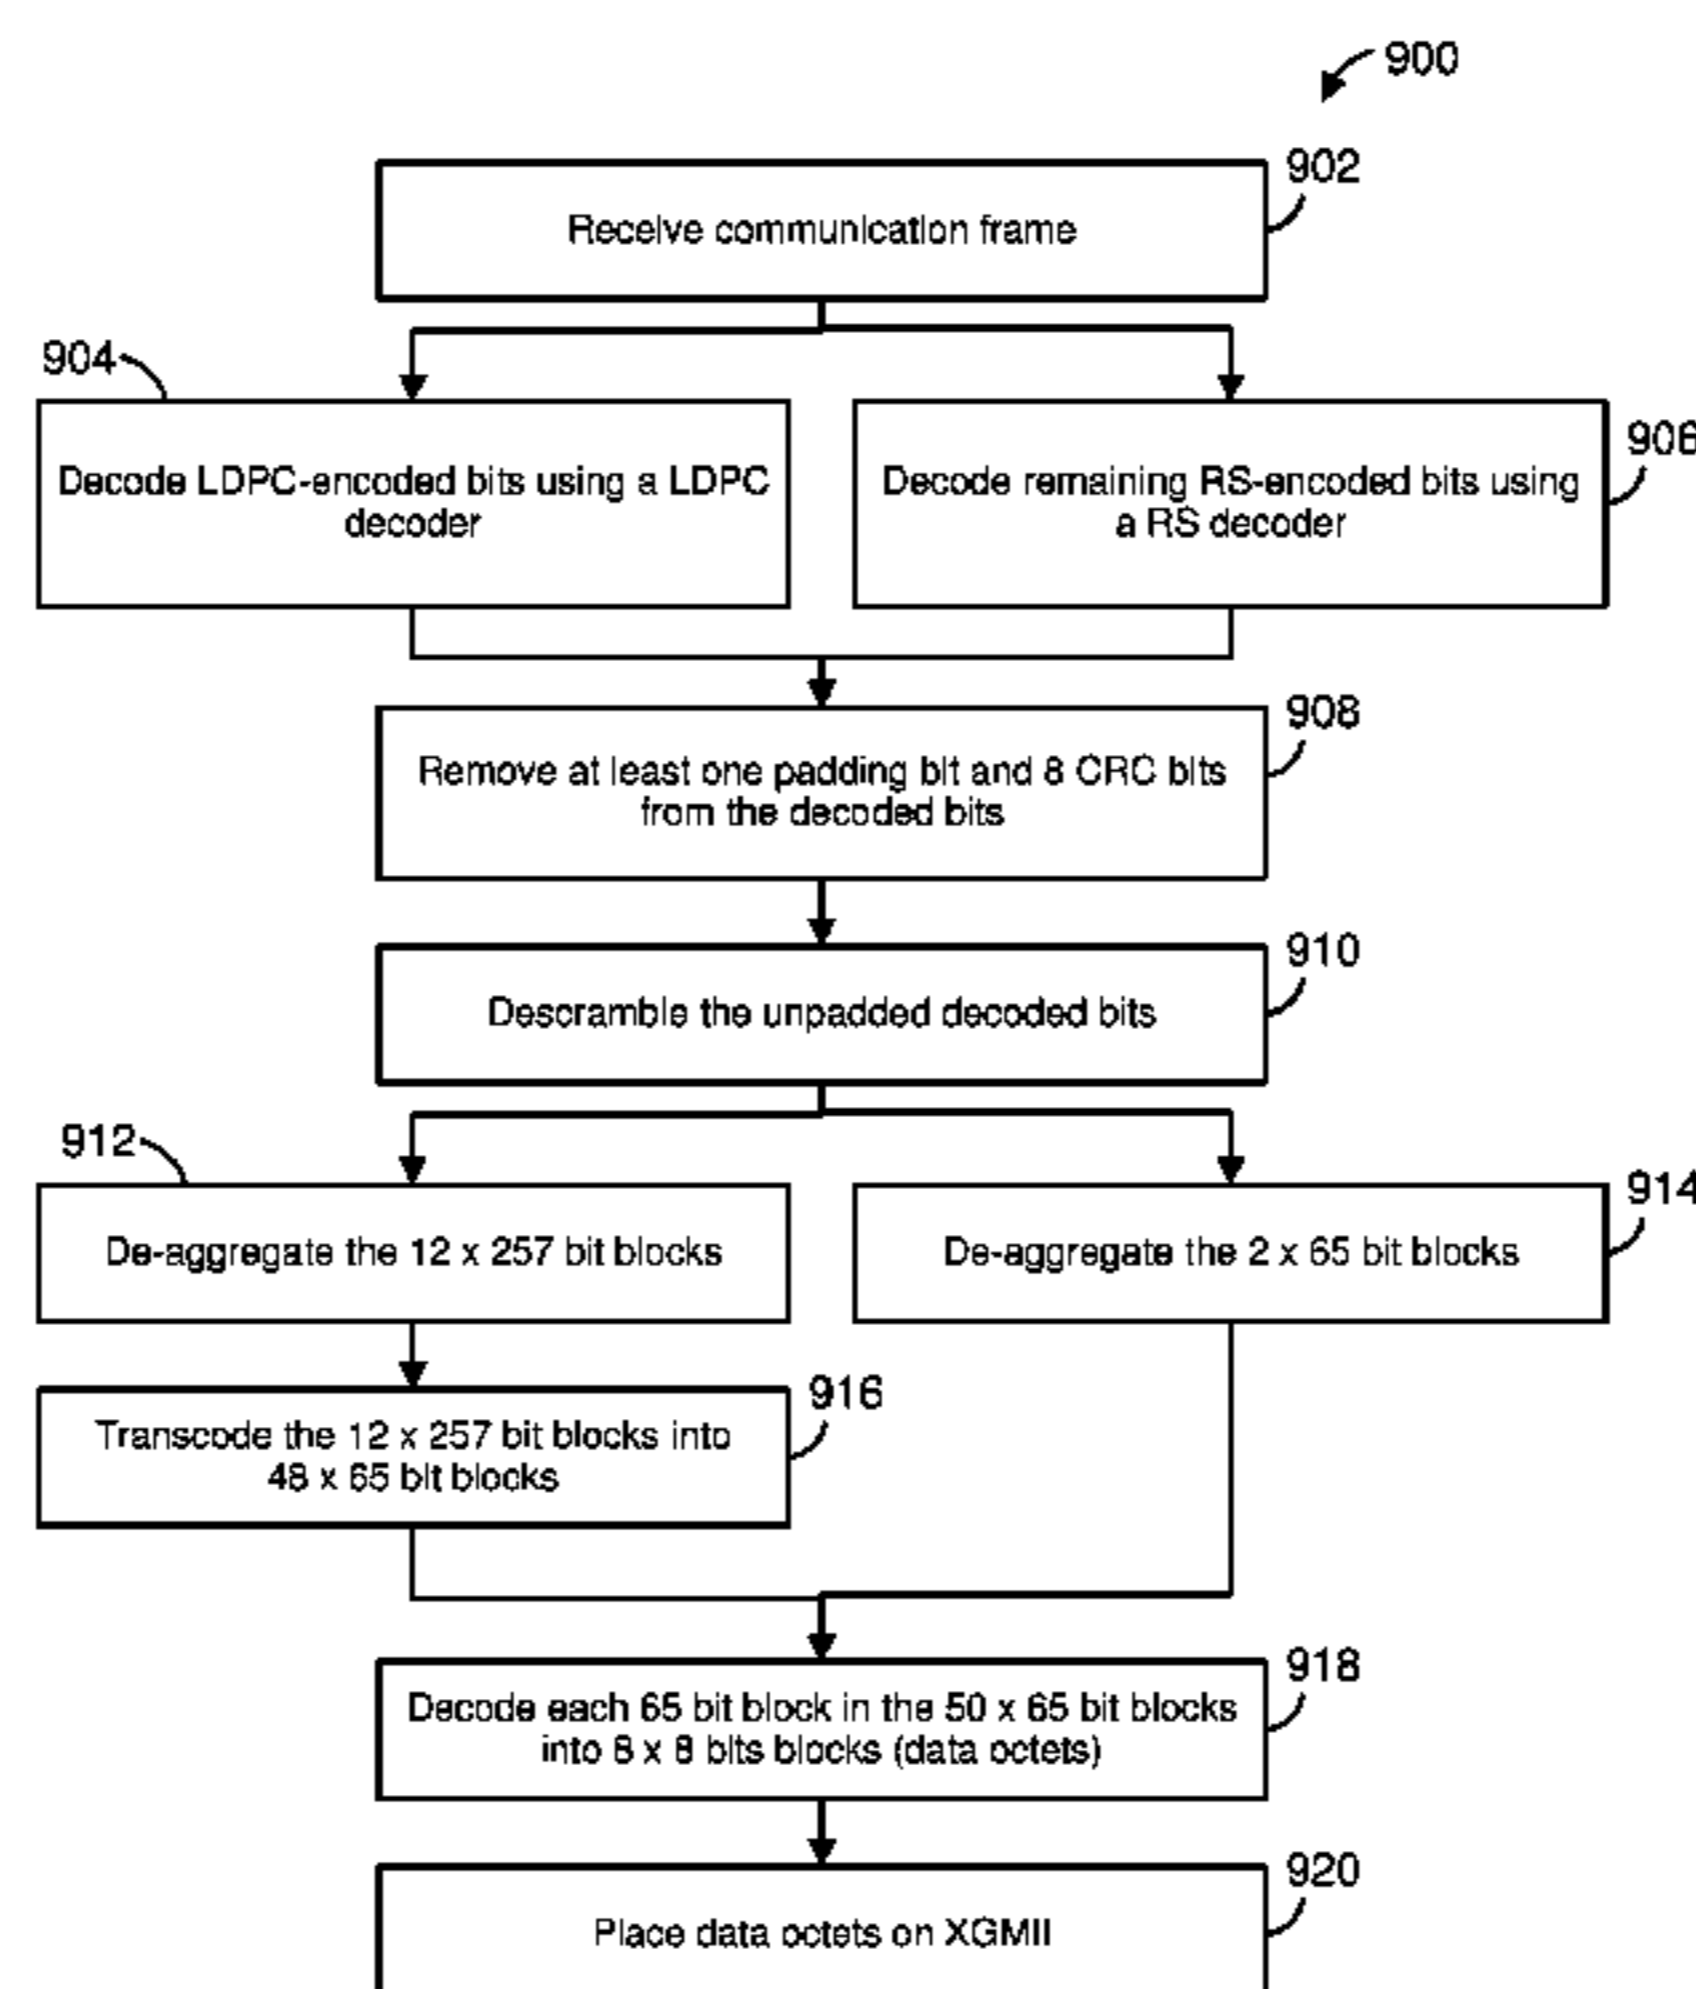 900
902
Receive communication frame
904
Decode LDPC-encoded bits using a LDPC
decoder
906
Decode remaining RS-encoded bits using
a RS decoder
908
Remove at least one padding bit and 8 CRC bits
from the decoded bits
910
Descramble the unpadded decoded bits
912
De-aggregate the 12 x 257 bit blocks
914
De-aggregate the 2 x 65 bit blocks
916
Transcode the 12 x 257 bit blocks into
48 x 65 bit blocks
918
Decode each 65 bit block in the 50 x 65 bit blocks
into 8 x 8 bits blocks (data octets)
920
Place data octets on XGMII